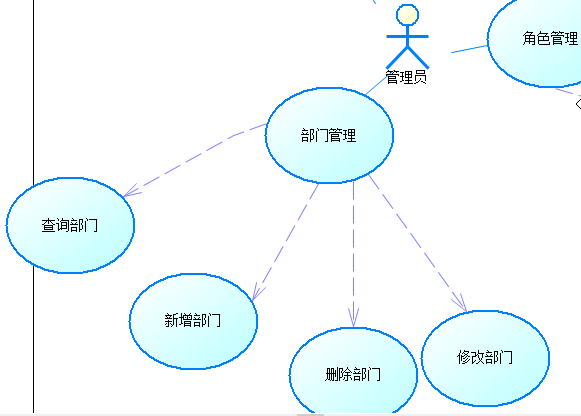 角色管理
管理员
部门管理
查询部门
新增部门
修改部门
删除部门